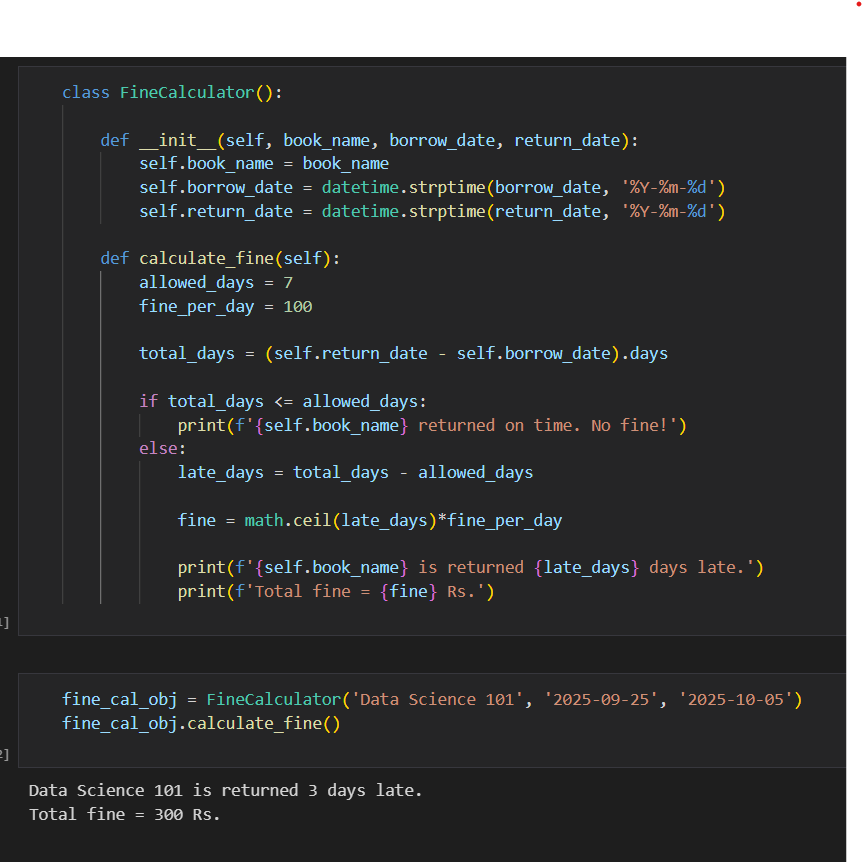 class FineCalculator():
def __init__(self, book_name, borrow_date, return_date):
self.book_name = book_name
self.borrow_date = datetime.strptime(borrow_date, '%Y-%m-%d')
self.return_date = datetime.strptime(return_date, '%Y-%m-%d')
def calculate_fine(self):
allowed_days = 7
fine_per_day = 100
total_days = (self.return_date - self.borrow_date).days
if total_days <= allowed_days:
print(f'{self.book_name} returned on time. No fine!')
else:
late_days = total_days - allowed_days
fine = math.ceil(late_days)*fine_per_day
print(f'{self.book_name} is returned {late_days} days late.')
print(f'Total fine = {fine} Rs.')
]
fine_cal_obj = FineCalculator('Data Science 101', '2025-09-25', '2025-10-05')
fine_cal_obj.calculate_fine()
]
Data Science 101 is returned 3 days late.
Total fine = 300 Rs.